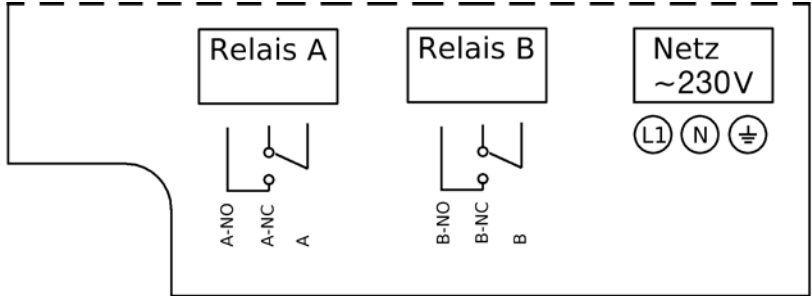 Relais A
Relais B
Netz
~230V
L1 N
A-NO
A-NC
A
B-NO
B-NC
B